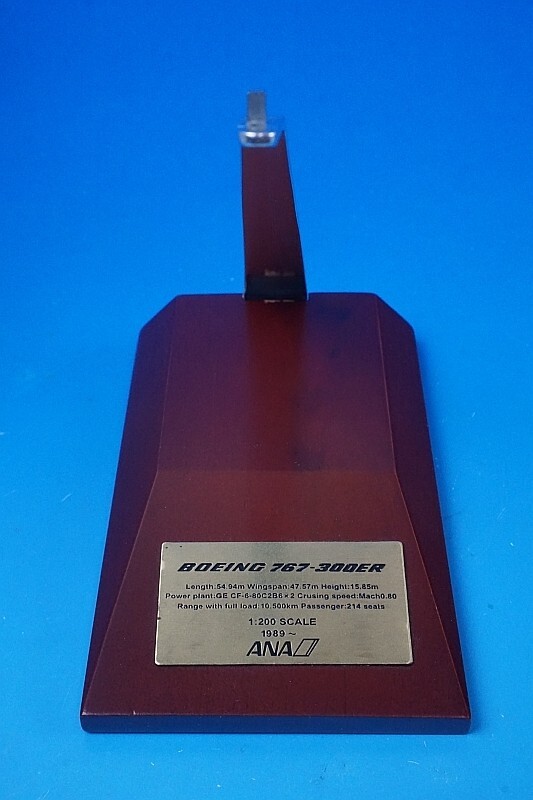 BOEING 767-300ER
Length:54.94m Wingspan:47.57m Height:15.85m
Power plant:GE CF-6-80C2B6×2 Crusing speed:Mach0.80
Range with full load:10.500km Passenger:214 seats
1:200 SCALE
1989～
ANA